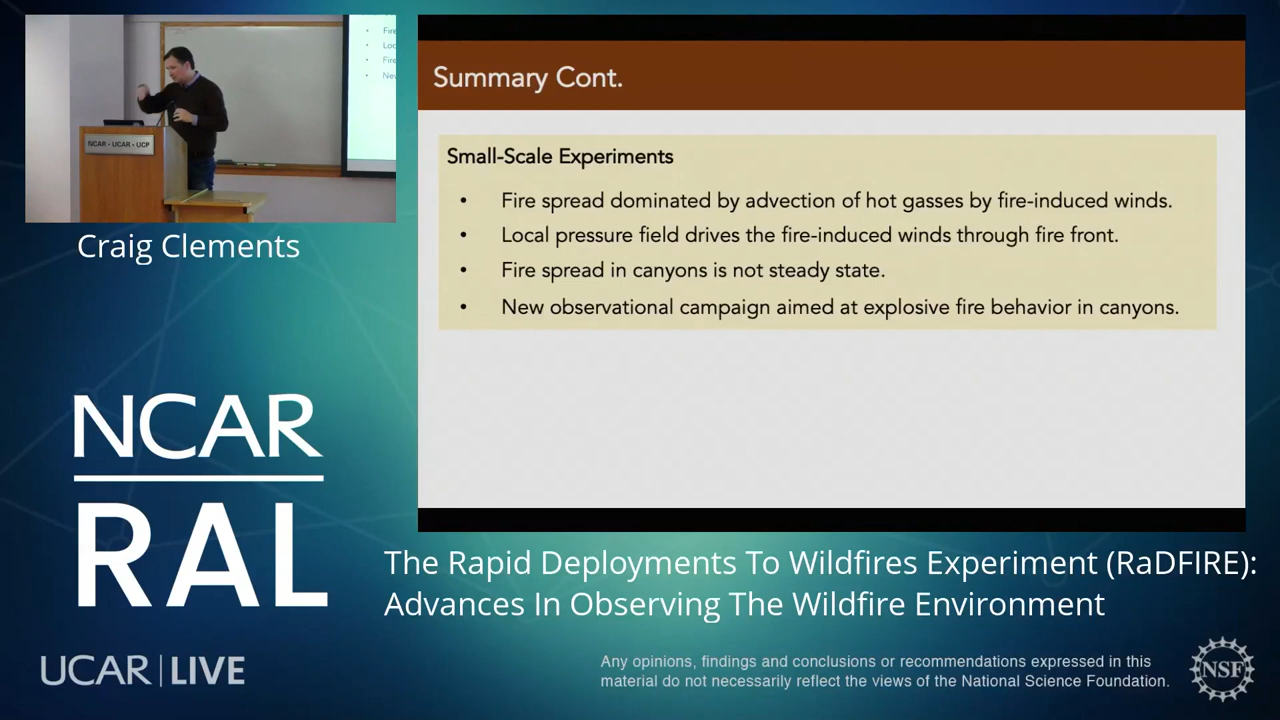 • Fire
• Loc
• Fire
• New
NCAR • UCAR • UCP
Craig Clements
Summary Cont.
Small-Scale Experiments
• Fire spread dominated by advection of hot gasses by fire-induced winds.
• Local pressure field drives the fire-induced winds through fire front.
• Fire spread in canyons is not steady state.
• New observational campaign aimed at explosive fire behavior in canyons.
NCAR
RAL
The Rapid Deployments To Wildfires Experiment (RaDFIRE):
Advances In Observing The Wildfire Environment
UCAR | LIVE
Any opinions, findings and conclusions or recommendations expressed in this
material do not necessarily reflect the views of the National Science Foundation.
NSF